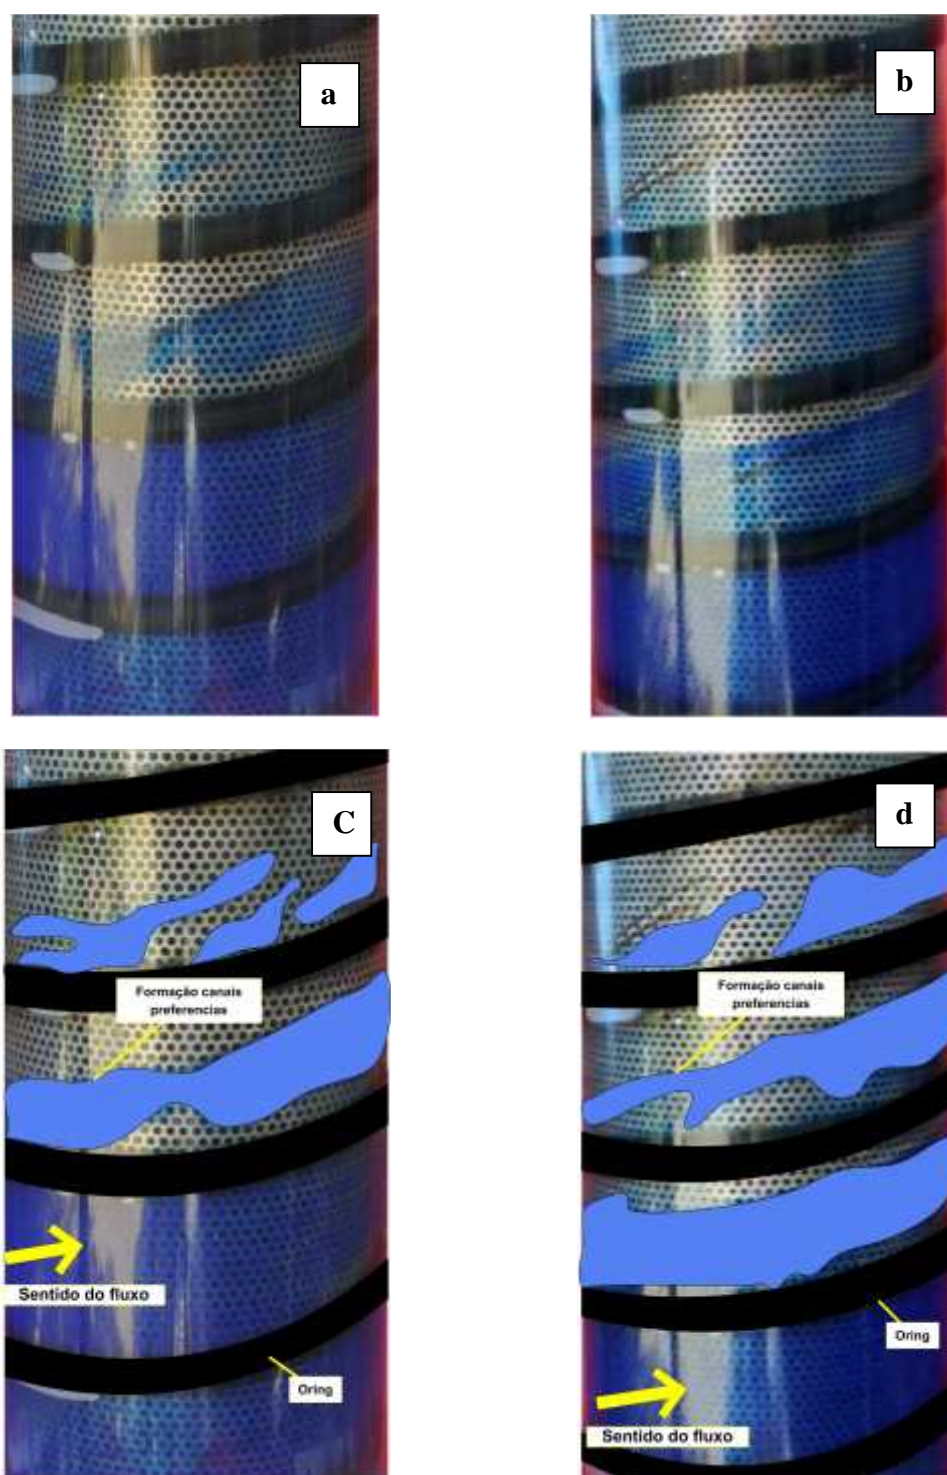 a
b
C
d
Formação canais
preferencias
Formação canais
preferencias
Sentido do fluxo
Oring
Oring
Sentido do fluxo